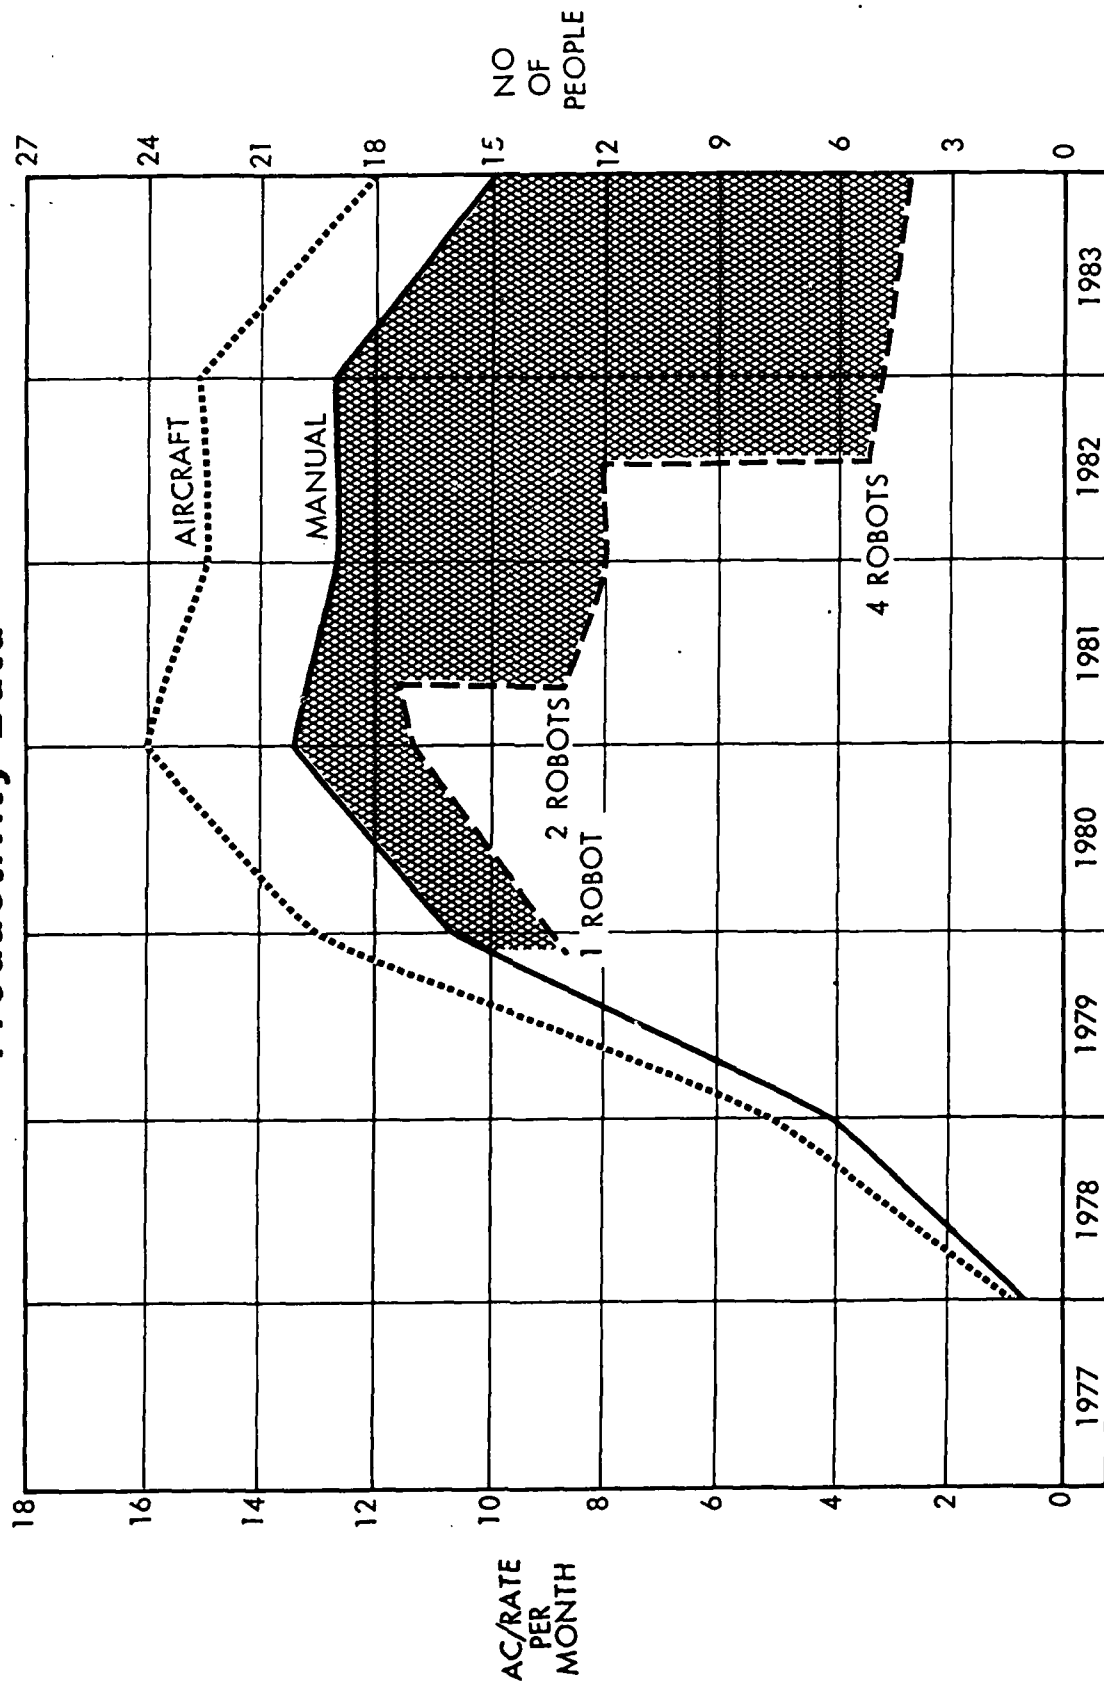 Productivity Data
AC/RATE
PER
MONTH
18
16
14
12
10
8
6
4
2
0
AIRCRAFT
MANUAL
2 ROBOTS
1 ROBOT
4 ROBOTS
27
24
21
18
15
12
9
6
3
0
NO
OF
PEOPLE
1977 1978 1979 1980 1981 1982 1983